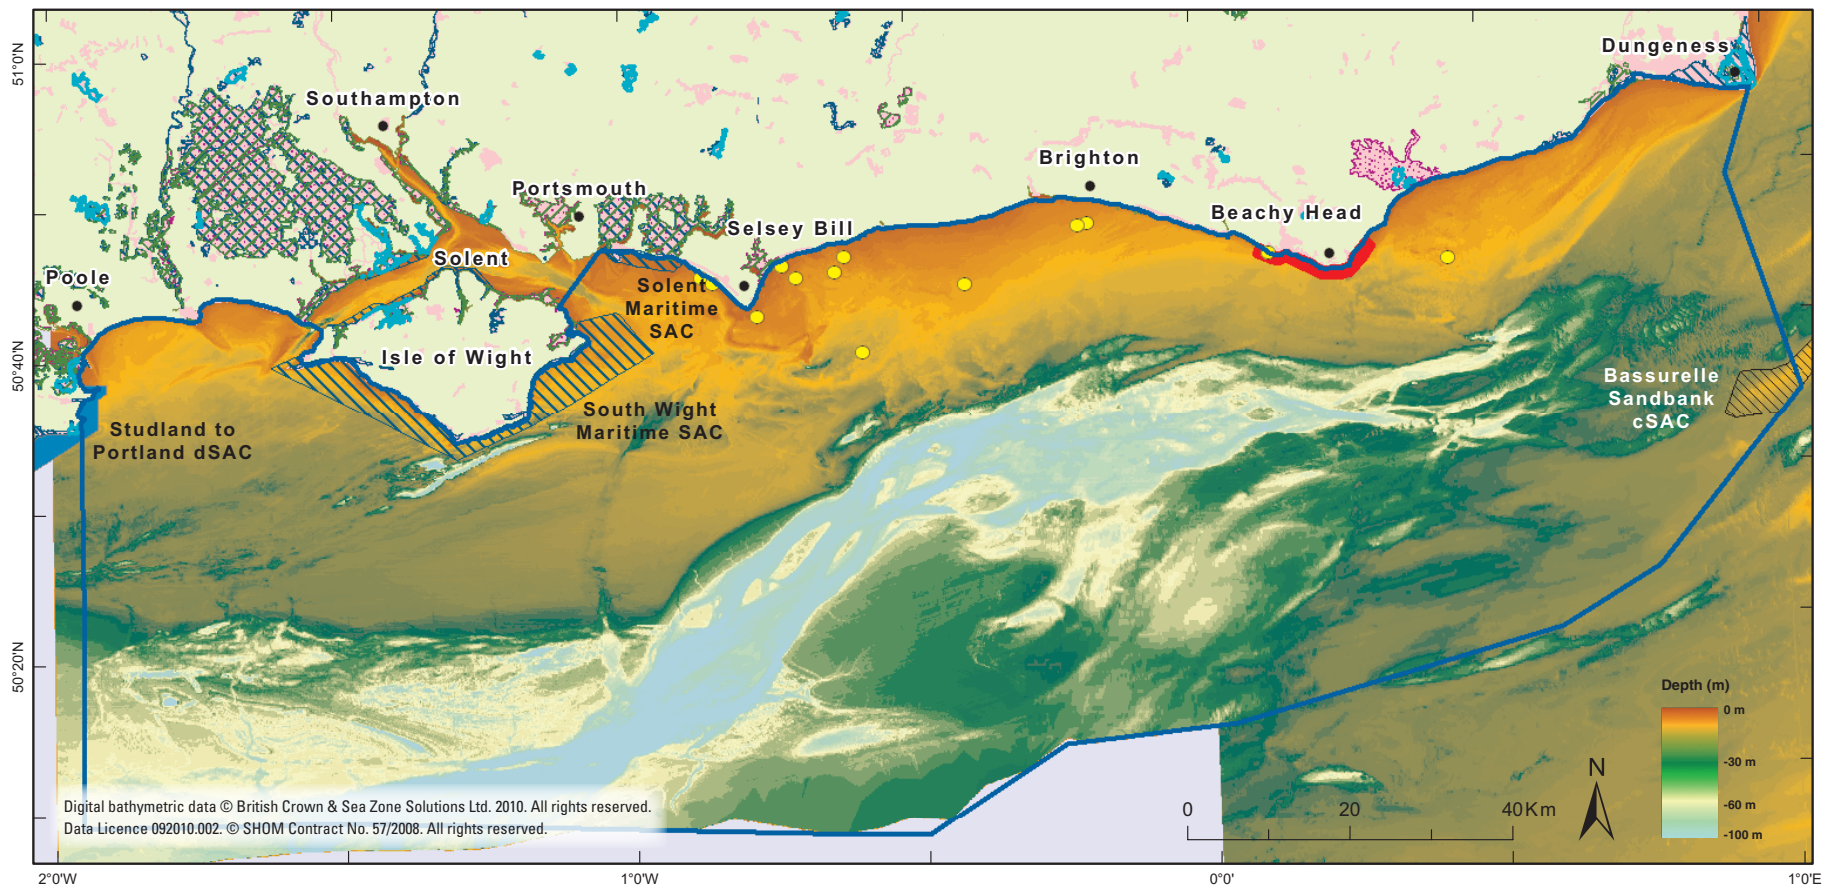 51°0'N
50°40'N
50°20'N
Dungeness
Southampton
Brighton
Portsmouth
Beachy Head
Selsey Bill
Solent
Poole
Solent
Maritime
SAC
Isle of Wight
Bassurelle
Sandbank
cSAC
South Wight
Maritime SAC
Studland to
Portland dSAC
Depth (m)
0 m
-30 m
-60 m
-100 m
N
0 20 40 Km
Digital bathymetric data © British Crown & Sea Zone Solutions Ltd. 2010. All rights reserved.
Data Licence 092010.002. © SHOM Contract No. 57/2008. All rights reserved.
2°0'W 1°0'W 0°0' 1°0'E